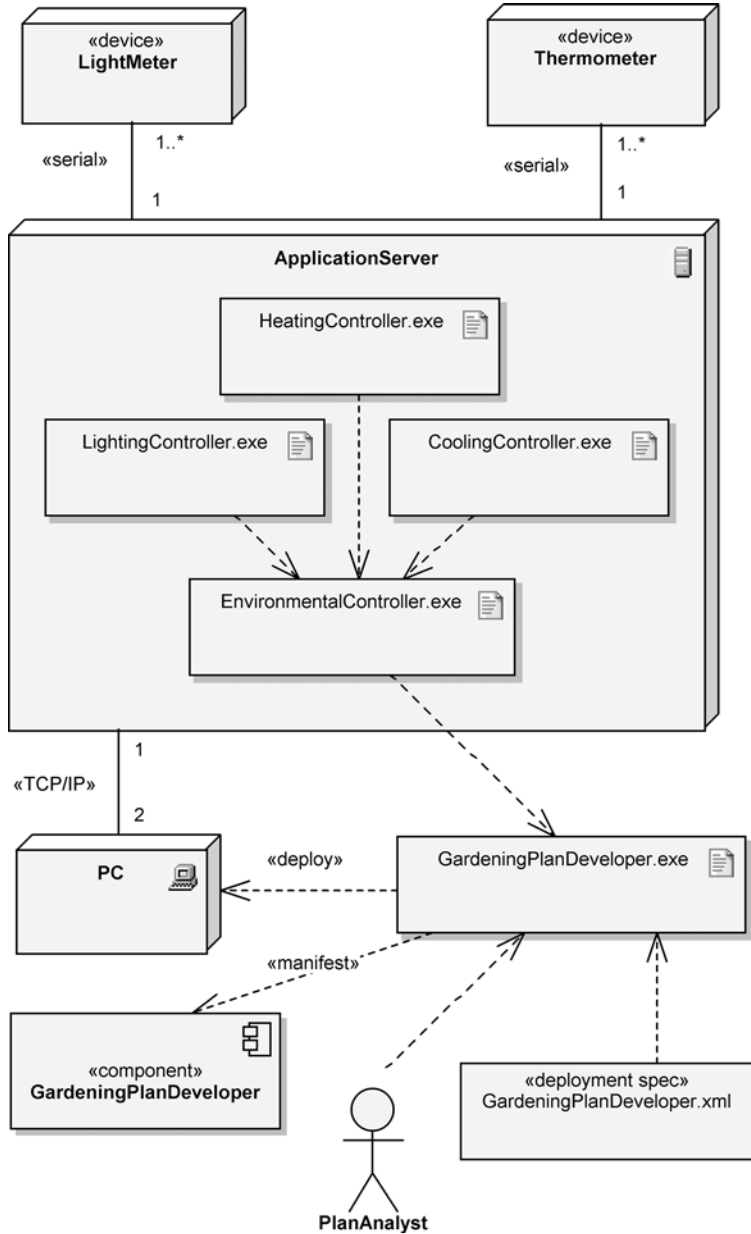 «device»
LightMeter
«device»
Thermometer
1..*
«serial»
1
1..*
«serial»
1
ApplicationServer
HeatingController.exe
LightingController.exe
CoolingController.exe
EnvironmentalController.exe
1
«TCP/IP»
2
PC
«deploy»
GardeningPlanDeveloper.exe
«manifest»
«component»
GardeningPlanDeveloper
«deployment spec»
GardeningPlanDeveloper.xml
PlanAnalyst